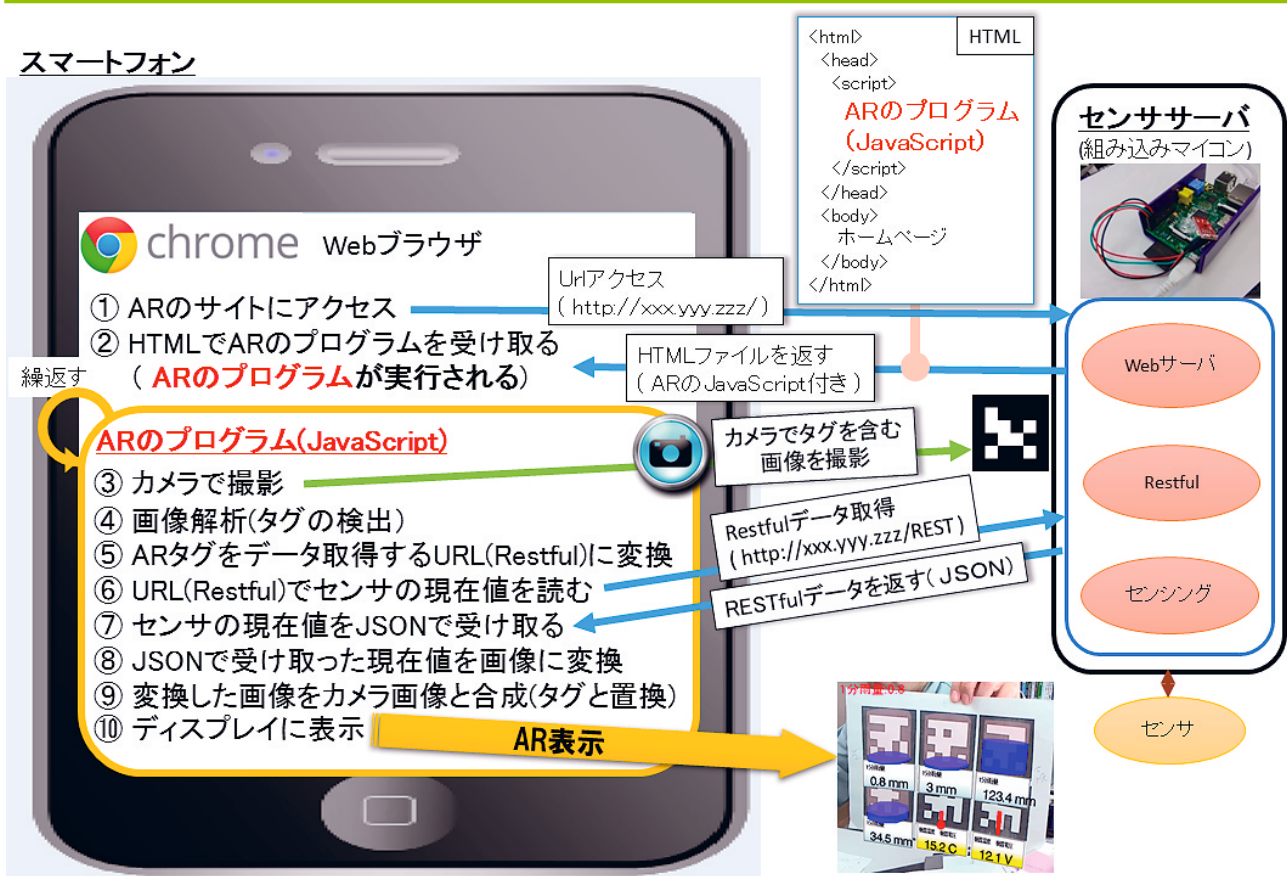 スマートフォン
chrome Webブラウザ
① ARのサイトにアクセス
② HTMLでARのプログラムを受け取る
( ARのプログラムが実行される)
繰返す
ARのプログラム(JavaScript)
③ カメラで撮影
④ 画像解析(タグの検出)
⑤ ARタグをデータ取得するURL(Restful)に変換
⑥ URL(Restful)でセンサの現在値を読む
⑦ センサの現在値をJSONで受け取る
⑧ JSONで受け取った現在値を画像に変換
⑨ 変換した画像をカメラ画像と合成(タグと置換)
⑩ ディスプレイに表示
AR表示
Urlアクセス
( http://xxx.yyy.zzz/ )
HTMLファイルを返す
( ARのJavaScript付き )
カメラでタグを含む
画像を撮影
Restfulデータ取得
( http://xxx.yyy.zzz/REST )
RESTfulデータを返す( JSON)
HTML
<html>
<head>
<script>
ARのプログラム
(JavaScript)
</script>
</head>
<body>
ホームページ
</body>
</html>
センササーバ
(組み込みマイコン)
Webサーバ
Restful
センシング
センサ
1分雨量:0.8
0.8 mm
3 mm
123.4 mm
34.5 mm
15.2 C
12.1 V